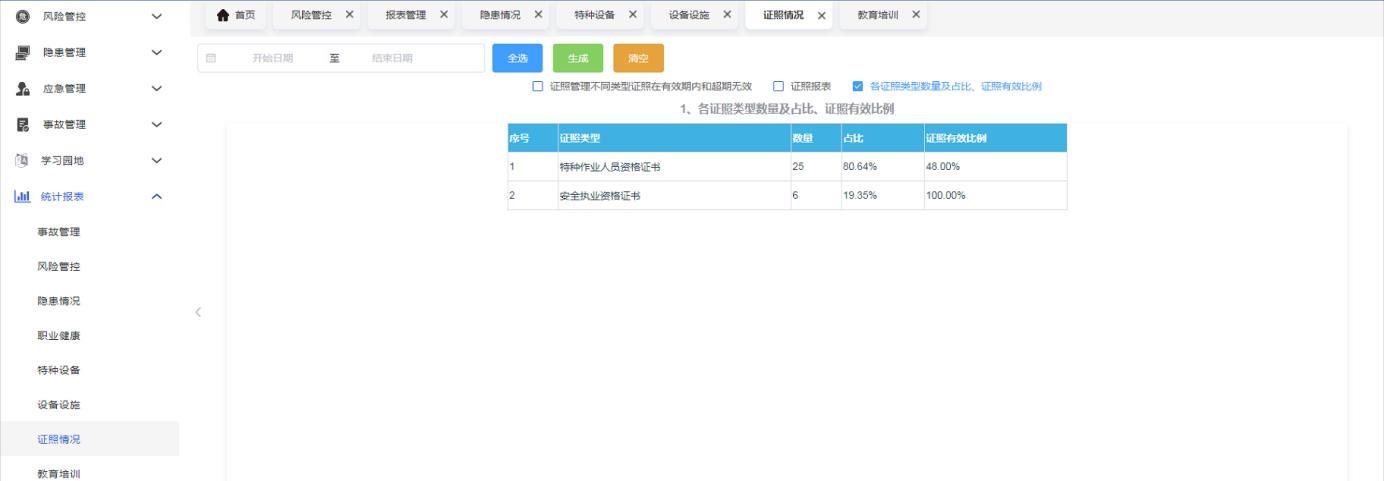 风险管控
隐患管理
应急管理
事故管理
学习园地
统计报表
事故管理
风险管控
隐患情况
职业健康
特种设备
设备设施
证照情况
教育培训
首页 风险管控 报表管理 隐患情况 特种设备 设备设施 证照情况 教育培训
开始日期 至 结束日期 全选 生成 清空
证照管理不同类型证照在有效期内和超期无效 证照报表 各证照类型数量及占比、证照有效比例
1、各证照类型数量及占比、证照有效比例
序号 证照类型 数量 占比 证照有效比例
1 特种作业人员资格证书 25 80.64% 48.00%
2 安全执业资格证书 6 19.35% 100.00%